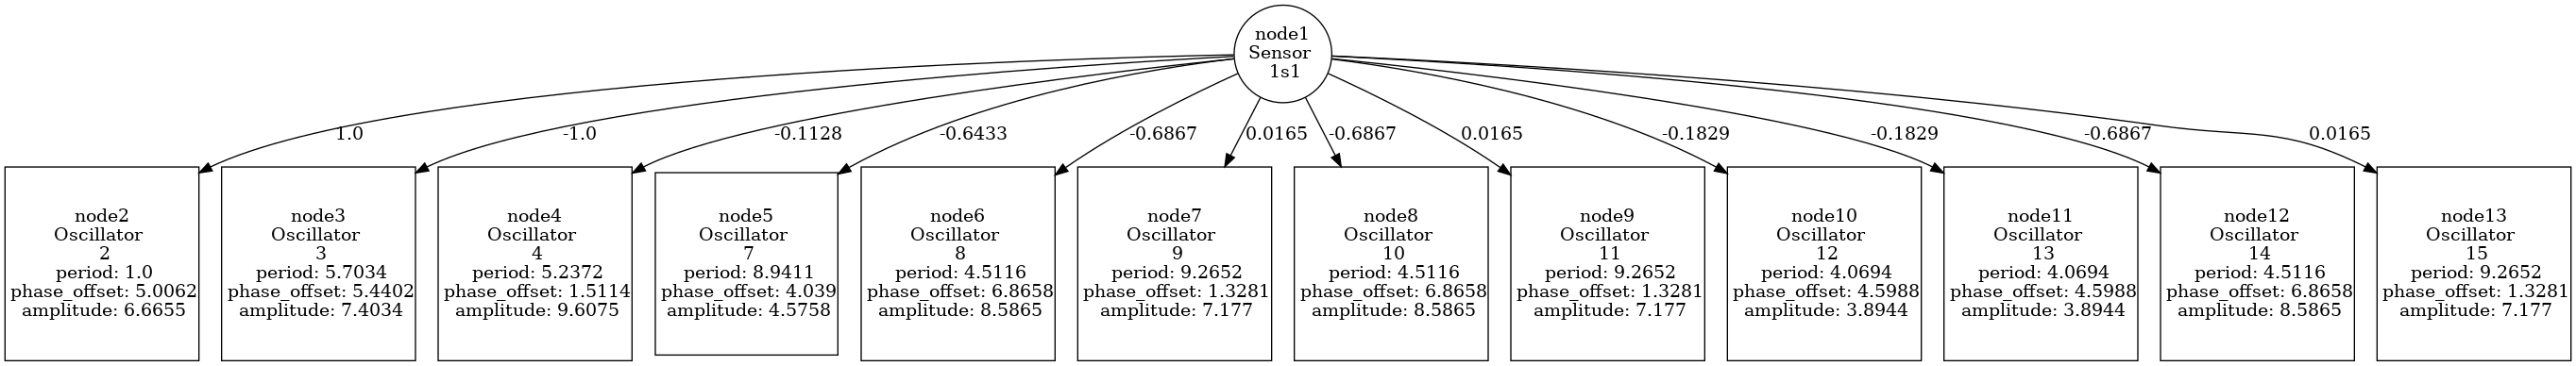 node1
Sensor
1s1
1.0
-1.0
-0.1128
-0.6433
-0.6867
0.0165
-0.6867
0.0165
-0.1829
-0.1829
-0.6867
0.0165
node2
Oscillator
2
period: 1.0
phase_offset: 5.0062
amplitude: 6.6655
node3
Oscillator
3
period: 5.7034
phase_offset: 5.4402
amplitude: 7.4034
node4
Oscillator
4
period: 5.2372
phase_offset: 1.5114
amplitude: 9.6075
node5
Oscillator
7
period: 8.9411
phase_offset: 4.039
amplitude: 4.5758
node6
Oscillator
8
period: 4.5116
phase_offset: 6.8658
amplitude: 8.5865
node7
Oscillator
9
period: 9.2652
phase_offset: 1.3281
amplitude: 7.177
node8
Oscillator
10
period: 4.5116
phase_offset: 6.8658
amplitude: 8.5865
node9
Oscillator
11
period: 9.2652
phase_offset: 1.3281
amplitude: 7.177
node10
Oscillator
12
period: 4.0694
phase_offset: 4.5988
amplitude: 3.8944
node11
Oscillator
13
period: 4.0694
phase_offset: 4.5988
amplitude: 3.8944
node12
Oscillator
14
period: 4.5116
phase_offset: 6.8658
amplitude: 8.5865
node13
Oscillator
15
period: 9.2652
phase_offset: 1.3281
amplitude: 7.177